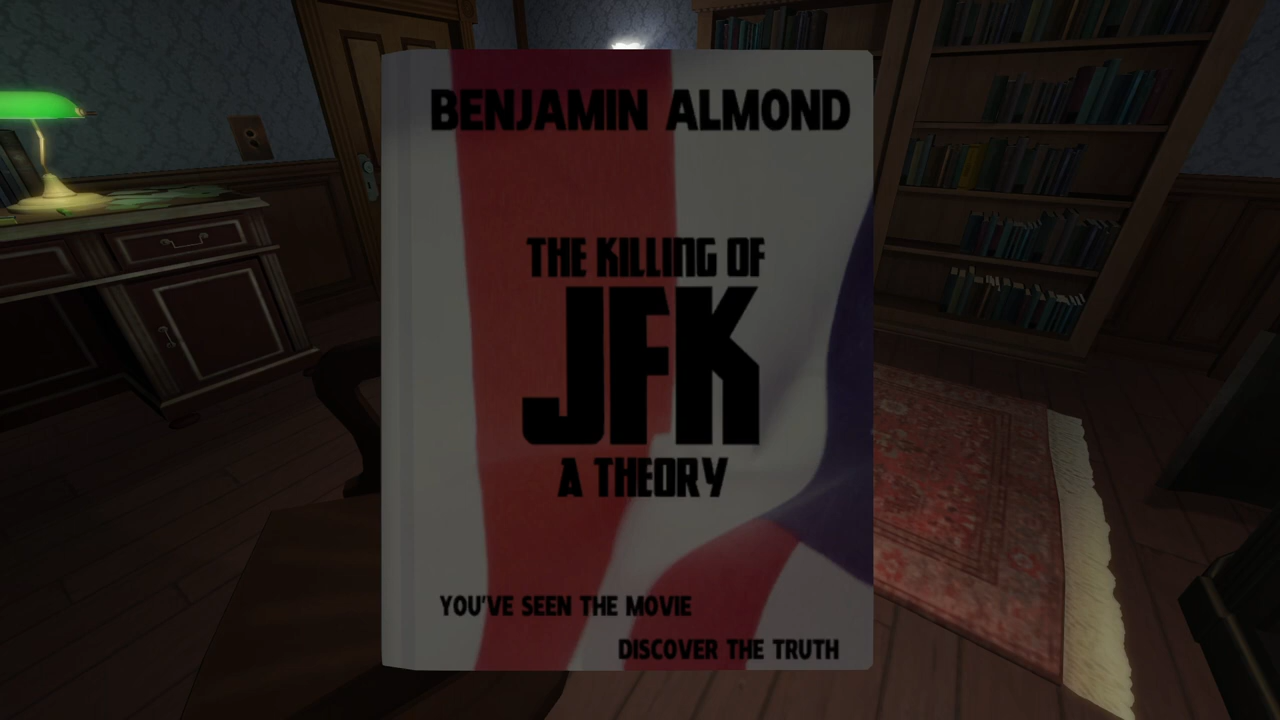 BENJAMIN ALMOND
THE KILLING OF
JFK
A THEORY
YOU'VE SEEN THE MOVIE
DISCOVER THE TRUTH